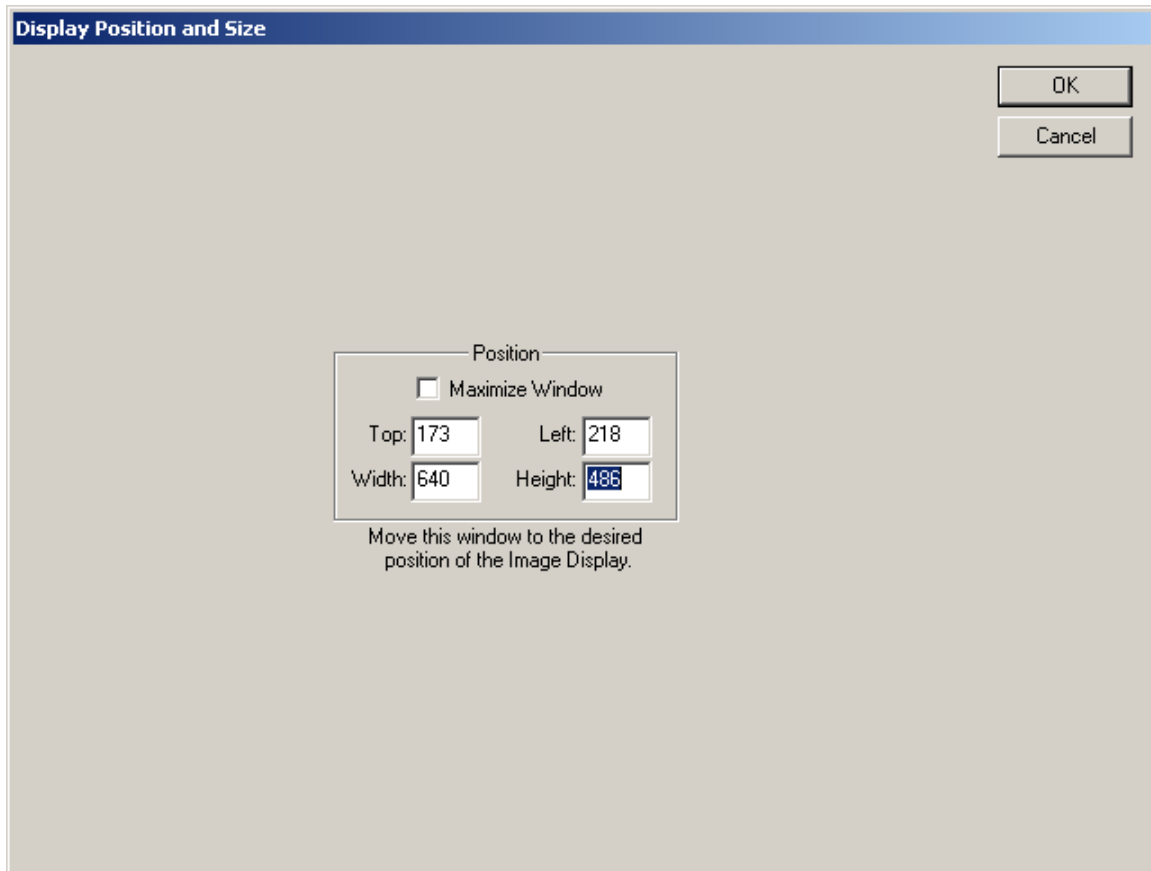 Display Position and Size
OK
Cancel
Position
Maximize Window
Top: 173 Left: 218
Width: 640 Height: 486
Move this window to the desired
position of the Image Display.